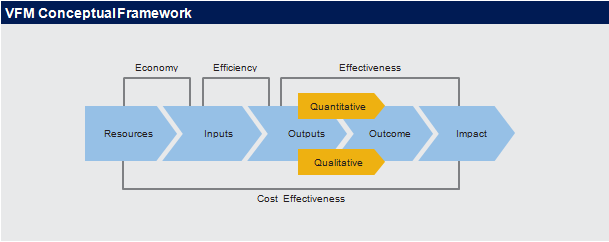 VFM Conceptual Framework
Economy
Efficiency
Effectiveness
Quantitative
Resources
Inputs
Outputs
Outcome
Impact
Qualitative
Cost Effectiveness